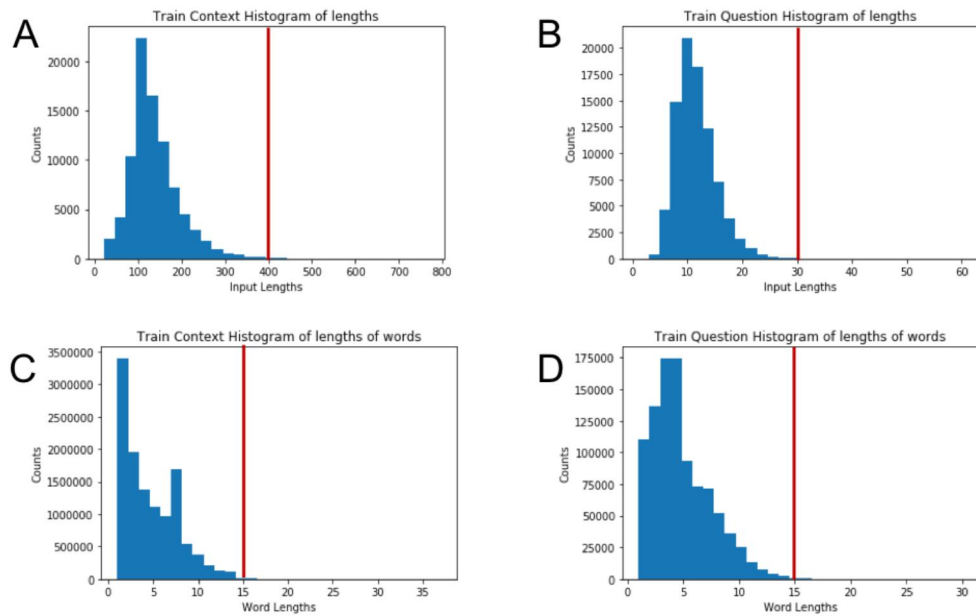 A
Train Context Histogram of lengths
Counts
20000
15000
10000
5000
0
0 100 200 300 400 500 600 700 800
Input Lengths
B
Train Question Histogram of lengths
Counts
20000
17500
15000
12500
10000
7500
5000
2500
0
0 10 20 30 40 50 60
Input Lengths
C
Train Context Histogram of lengths of words
Counts
3500000
3000000
2500000
2000000
1500000
1000000
500000
0
0 5 10 15 20 25 30 35
Word Lengths
D
Train Question Histogram of lengths of words
Counts
175000
150000
125000
100000
75000
50000
25000
0
0 5 10 15 20 25 30
Word Lengths